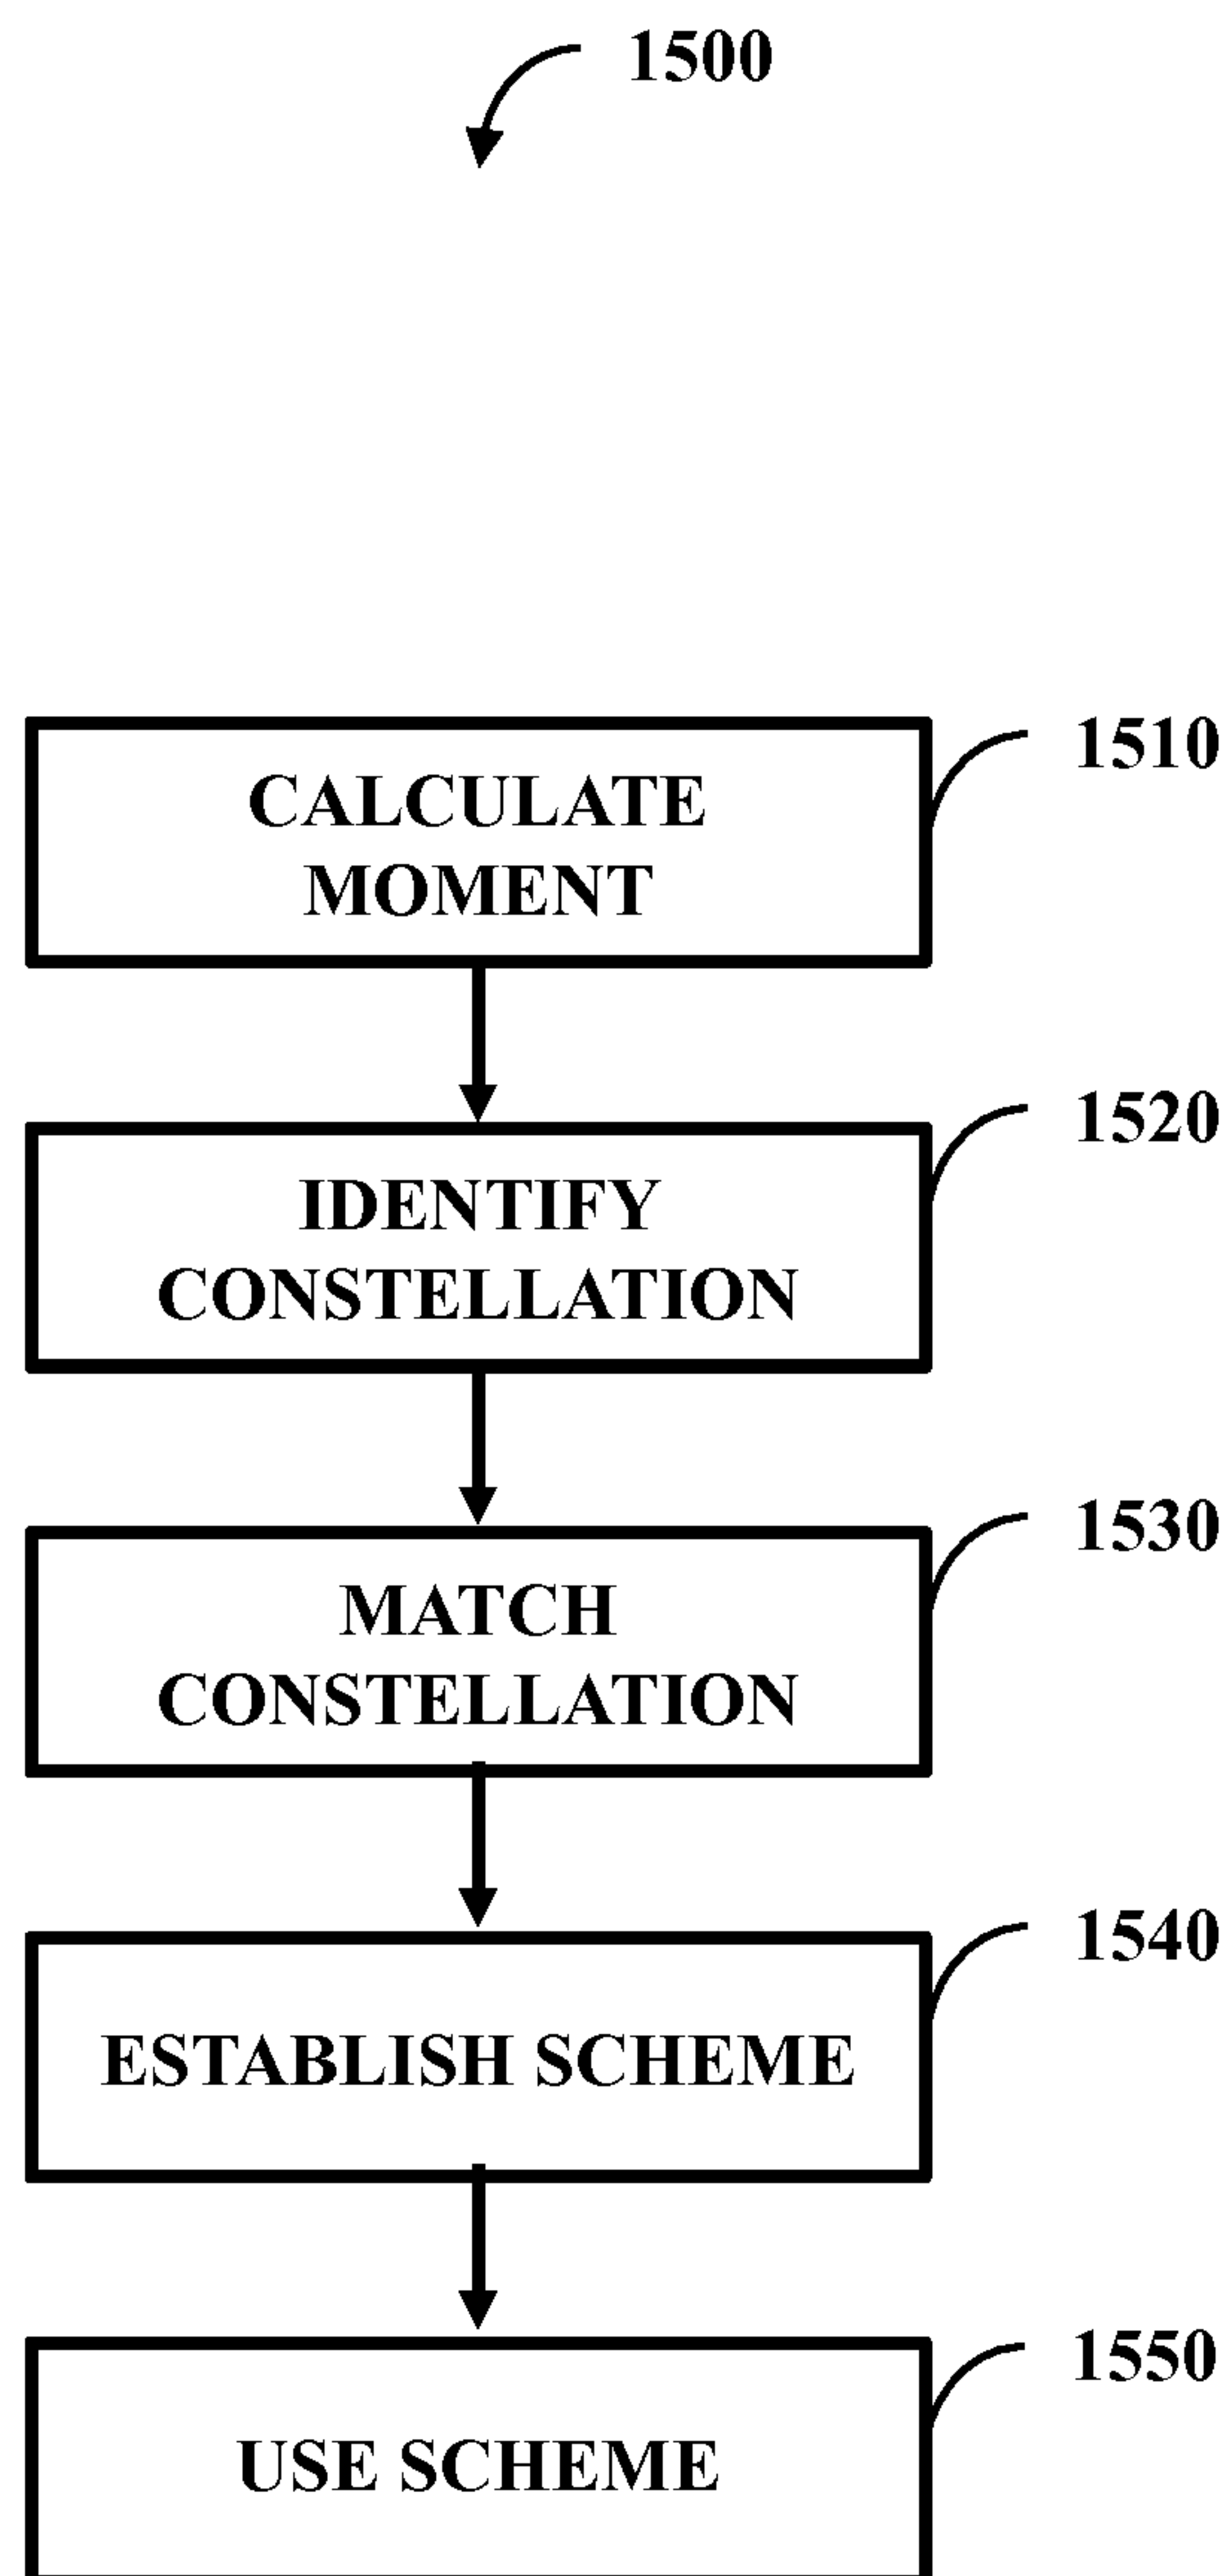 1500
1510
CALCULATE
MOMENT
1520
IDENTIFY
CONSTELLATION
1530
MATCH
CONSTELLATION
1540
ESTABLISH SCHEME
1550
USE SCHEME